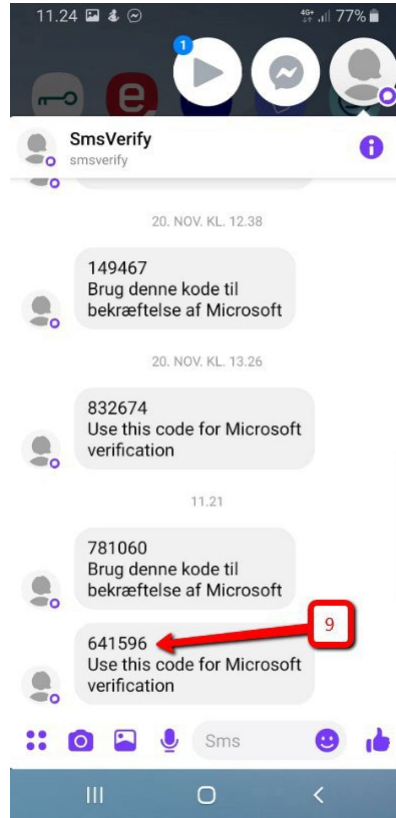 11.24
4G+ 77%
1
e
SmsVerify
smsverify
20. NOV. KL. 12.38
149467
Brug denne kode til
bekræftelse af Microsoft
20. NOV. KL. 13.26
832674
Use this code for Microsoft
verification
11.21
781060
Brug denne kode til
bekræftelse af Microsoft
9
641596
Use this code for Microsoft
verification
Sms